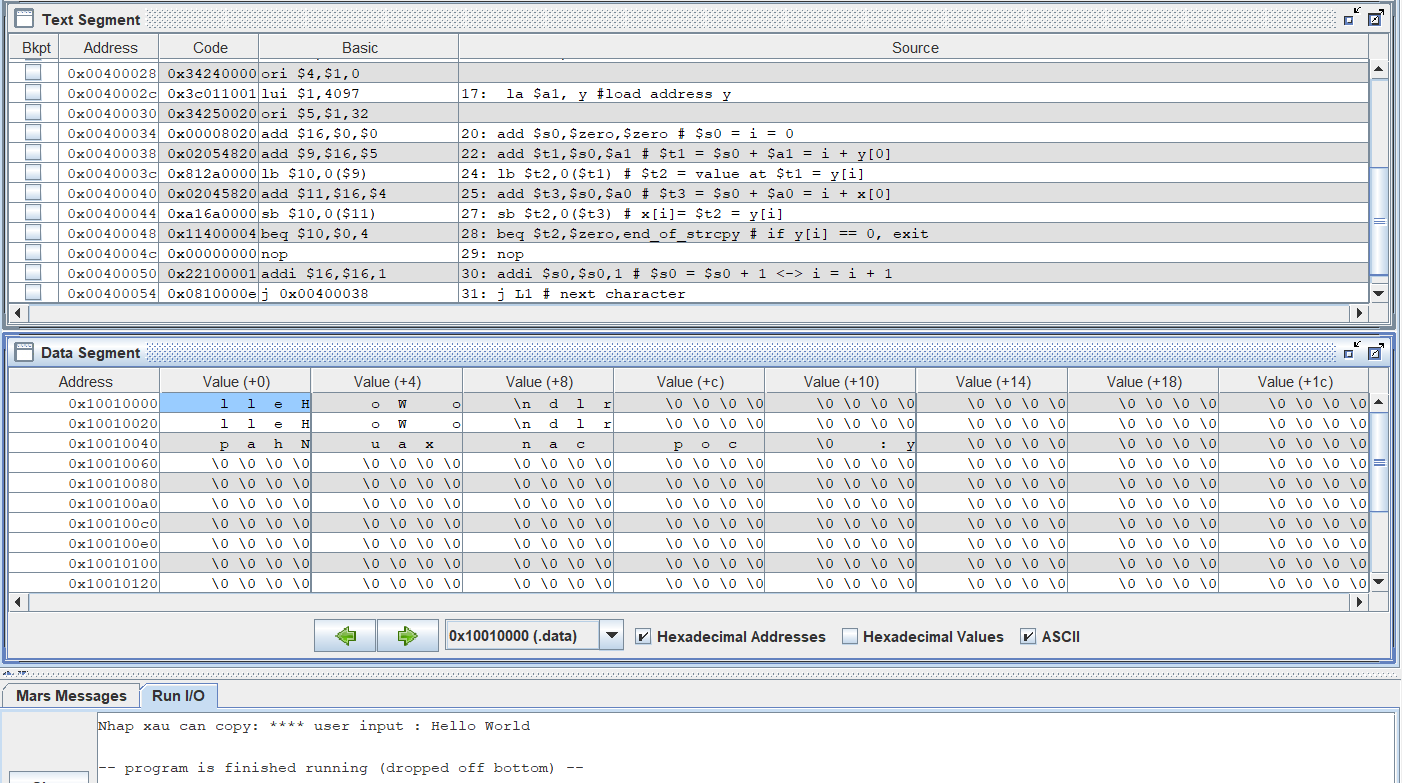 Text Segment
Bkpt Address Code Basic Source
0x00400028 0x34240000 ori $4,$1,0
0x0040002c 0x3c011001 lui $1,4097 17: la $a1, y #load address y
0x00400030 0x34250020 ori $5,$1,32
0x00400034 0x00008020 add $16,$0,$0 20: add $s0,$zero,$zero # $s0 = i = 0
0x00400038 0x02054820 add $9,$16,$5 22: add $t1,$s0,$a1 # $t1 = $s0 + $a1 = i + y[0]
0x0040003c 0x812a0000 lb $10,0($9) 24: lb $t2,0($t1) # $t2 = value at $t1 = y[i]
0x00400040 0x02045820 add $11,$16,$4 25: add $t3,$s0,$a0 # $t3 = $s0 + $a0 = i + x[0]
0x00400044 0xa16a0000 sb $10,0($11) 27: sb $t2,0($t3) # x[i]= $t2 = y[i]
0x00400048 0x11400004 beq $10,$0,4 28: beq $t2,$zero,end_of_strcpy # if y[i] == 0, exit
0x0040004c 0x00000000 nop 29: nop
0x00400050 0x22100001 addi $16,$16,1 30: addi $s0,$s0,1 # $s0 = $s0 + 1 <-> i = i + 1
0x00400054 0x0810000e j 0x00400038 31: j L1 # next character
Data Segment
Address Value (+0) Value (+4) Value (+8) Value (+c) Value (+10) Value (+14) Value (+18) Value (+1c)
0x10010000 l l e H o W o \n d l r \0 \0 \0 \0 \0 \0 \0 \0 \0 \0 \0 \0 \0 \0 \0 \0 \0 \0 \0 \0
0x10010020 l l e H o W o \n d l r \0 \0 \0 \0 \0 \0 \0 \0 \0 \0 \0 \0 \0 \0 \0 \0 \0 \0 \0 \0
0x10010040 p a h N u a x n a c p o c \0 : y \0 \0 \0 \0 \0 \0 \0 \0 \0 \0 \0 \0
0x10010060 \0 \0 \0 \0 \0 \0 \0 \0 \0 \0 \0 \0 \0 \0 \0 \0 \0 \0 \0 \0 \0 \0 \0 \0 \0 \0 \0 \0 \0 \0 \0 \0
0x10010080 \0 \0 \0 \0 \0 \0 \0 \0 \0 \0 \0 \0 \0 \0 \0 \0 \0 \0 \0 \0 \0 \0 \0 \0 \0 \0 \0 \0 \0 \0 \0 \0
0x100100a0 \0 \0 \0 \0 \0 \0 \0 \0 \0 \0 \0 \0 \0 \0 \0 \0 \0 \0 \0 \0 \0 \0 \0 \0 \0 \0 \0 \0 \0 \0 \0 \0
0x100100c0 \0 \0 \0 \0 \0 \0 \0 \0 \0 \0 \0 \0 \0 \0 \0 \0 \0 \0 \0 \0 \0 \0 \0 \0 \0 \0 \0 \0 \0 \0 \0 \0
0x100100e0 \0 \0 \0 \0 \0 \0 \0 \0 \0 \0 \0 \0 \0 \0 \0 \0 \0 \0 \0 \0 \0 \0 \0 \0 \0 \0 \0 \0 \0 \0 \0 \0
0x10010100 \0 \0 \0 \0 \0 \0 \0 \0 \0 \0 \0 \0 \0 \0 \0 \0 \0 \0 \0 \0 \0 \0 \0 \0 \0 \0 \0 \0 \0 \0 \0 \0
0x10010120 \0 \0 \0 \0 \0 \0 \0 \0 \0 \0 \0 \0 \0 \0 \0 \0 \0 \0 \0 \0 \0 \0 \0 \0 \0 \0 \0 \0 \0 \0 \0 \0
0x10010000 (.data) Hexadecimal Addresses Hexadecimal Values ASCII
Mars Messages Run I/O
Nhap xau can copy: **** user input : Hello World
-- program is finished running (dropped off bottom) --